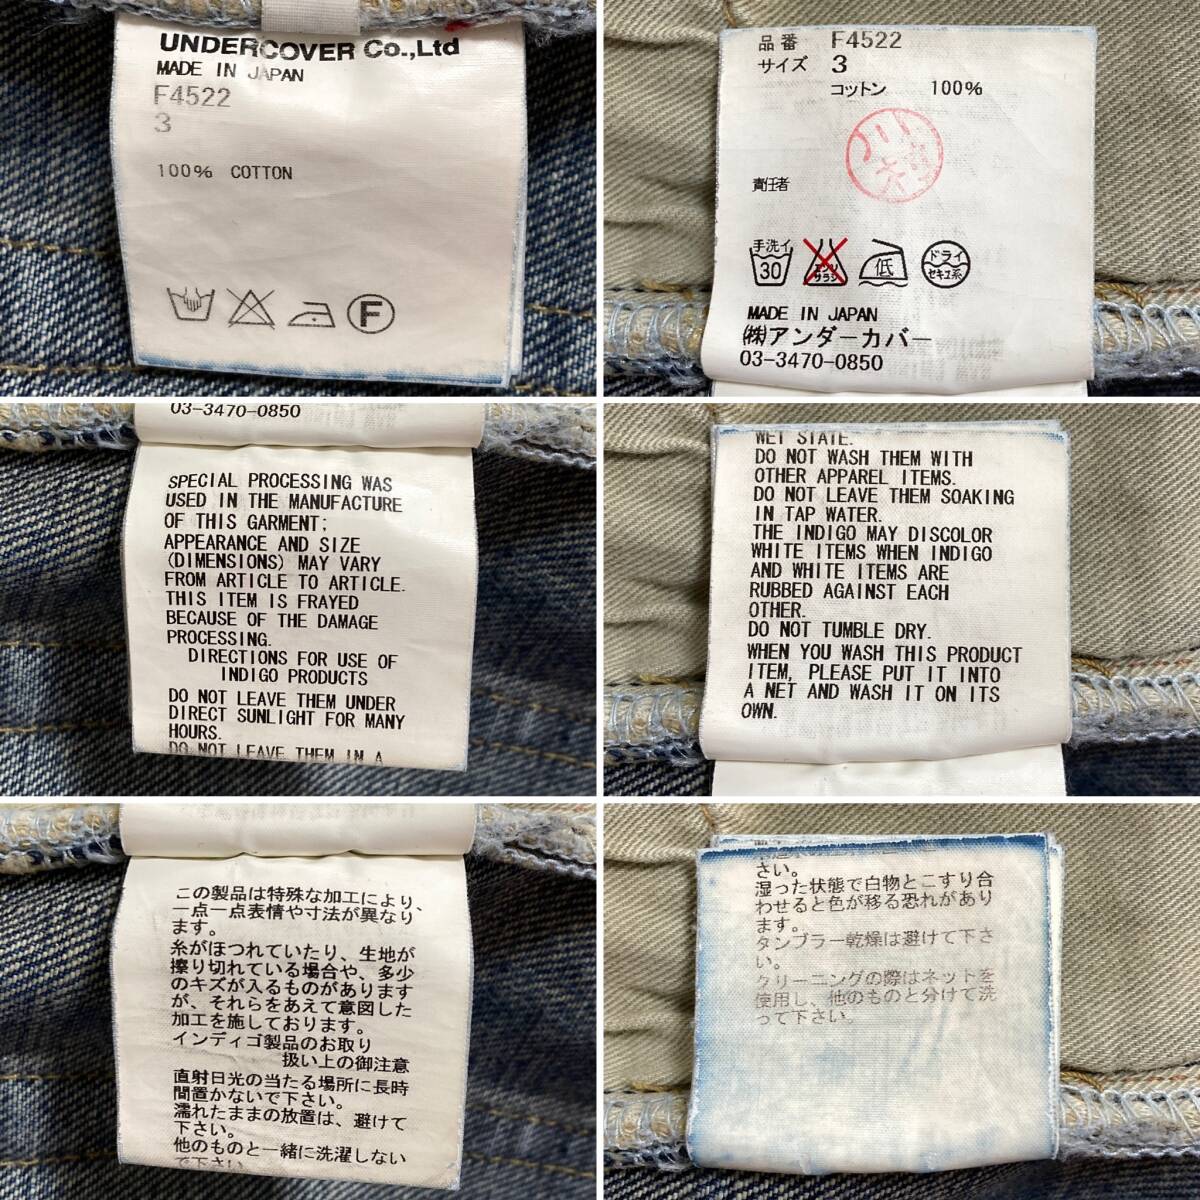 UNDERCOVER Co.,Ltd
MADE IN JAPAN
F4522
3
100% COTTON
F
品番 F4522
サイズ 3
コットン 100%
責任者
手洗イ
30
エンソ
サラシ
低
ドライ
セキユ系
MADE IN JAPAN
㈱アンダーカバー
03-3470-0850
03-3470-0850
SPECIAL PROCESSING WAS
USED IN THE MANUFACTURE
OF THIS GARMENT;
APPEARANCE AND SIZE
(DIMENSIONS) MAY VARY
FROM ARTICLE TO ARTICLE.
THIS ITEM IS FRAYED
BECAUSE OF THE DAMAGE
PROCESSING.
DIRECTIONS FOR USE OF
INDIGO PRODUCTS
DO NOT LEAVE THEM UNDER
DIRECT SUNLIGHT FOR MANY
HOURS.
DO NOT LEAVE THEM IN A
WET STATE.
DO NOT WASH THEM WITH
OTHER APPAREL ITEMS.
DO NOT LEAVE THEM SOAKING
IN TAP WATER.
THE INDIGO MAY DISCOLOR
WHITE ITEMS WHEN INDIGO
AND WHITE ITEMS ARE
RUBBED AGAINST EACH
OTHER.
DO NOT TUMBLE DRY.
WHEN YOU WASH THIS PRODUCT
ITEM, PLEASE PUT IT INTO
A NET AND WASH IT ON ITS
OWN.
この製品は特殊な加工により、
一点一点表情や寸法が異なり
ます。
糸がほつれていたり、生地が
擦り切れている場合や、多少
のキズが入るものがあります
が、それらをあえて意図した
加工を施しております。
インディゴ製品のお取り
扱い上の御注意
直射日光の当たる場所に長時
間置かないで下さい。
濡れたままの放置は、避けて
下さい。
他のものと一緒に洗濯しない
で下さい。
さい。
湿った状態で白物とこすり合
わせると色が移る恐れがあり
ます。
タンブラー乾燥は避けて下さ
い。
クリーニングの際はネットを
使用し、他のものと分けて洗
って下さい。